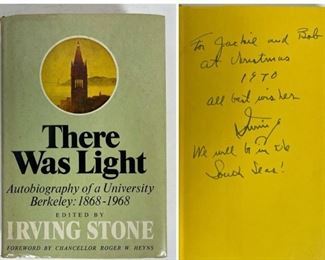 There
Was Light
Autobiography of a University
Berkeley: 1868-1968
EDITED BY
IRVING STONE
FOREWORD BY CHANCELLOR ROGER W. HEYNS
To Jackie and Bob
at Christmas
1970
all best wishes
Irving
We will be in the
South Seas!